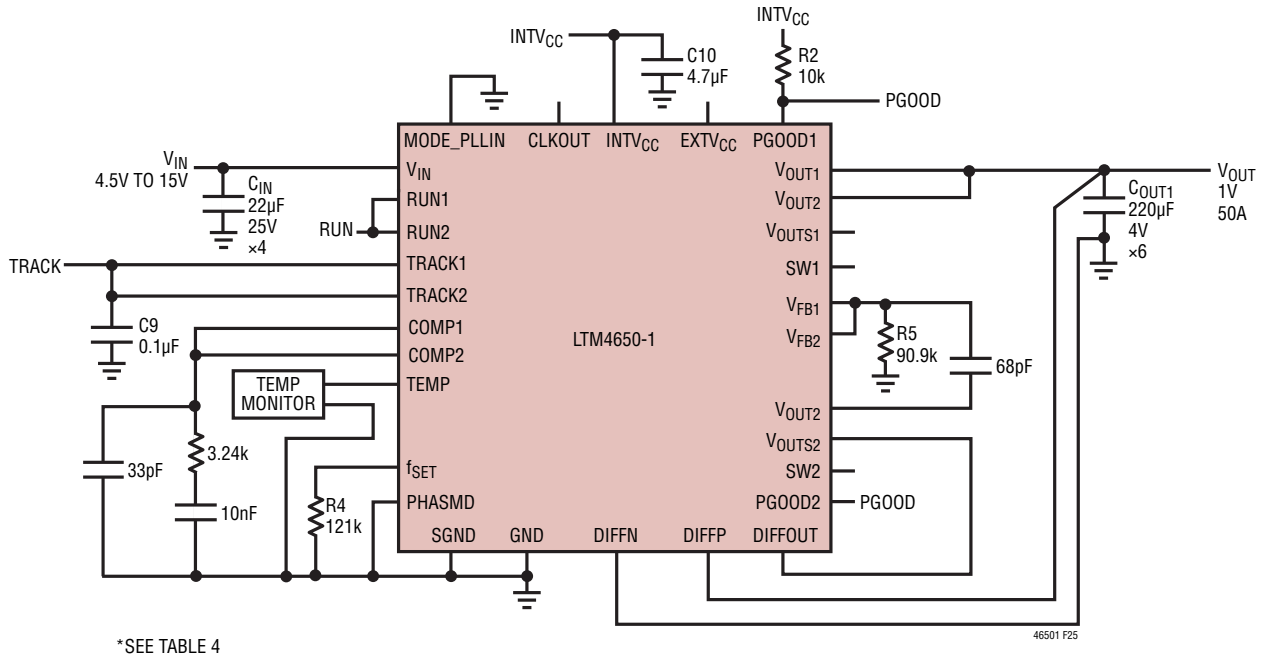 INTVCC
INTVCC
C10
4.7µF
R2
10k
PGOOD
MODE_PLLIN
CLKOUT
INTVCC
EXTVCC
PGOOD1
VIN
4.5V TO 15V
CIN
22µF
25V
×4
VIN
RUN1
RUN
RUN2
TRACK
TRACK1
TRACK2
C9
0.1µF
COMP1
COMP2
TEMP
MONITOR
TEMP
33pF
3.24k
10nF
R4
121k
fSET
PHASMD
SGND
GND
DIFFN
DIFFP
DIFFOUT
LTM4650-1
VOUT1
VOUT2
VOUTS1
SW1
VFB1
VFB2
VOUT2
VOUTS2
SW2
PGOOD2
PGOOD
R5
90.9k
68pF
COUT1
220µF
4V
×6
VOUT
1V
50A
46501 F25
*SEE TABLE 4